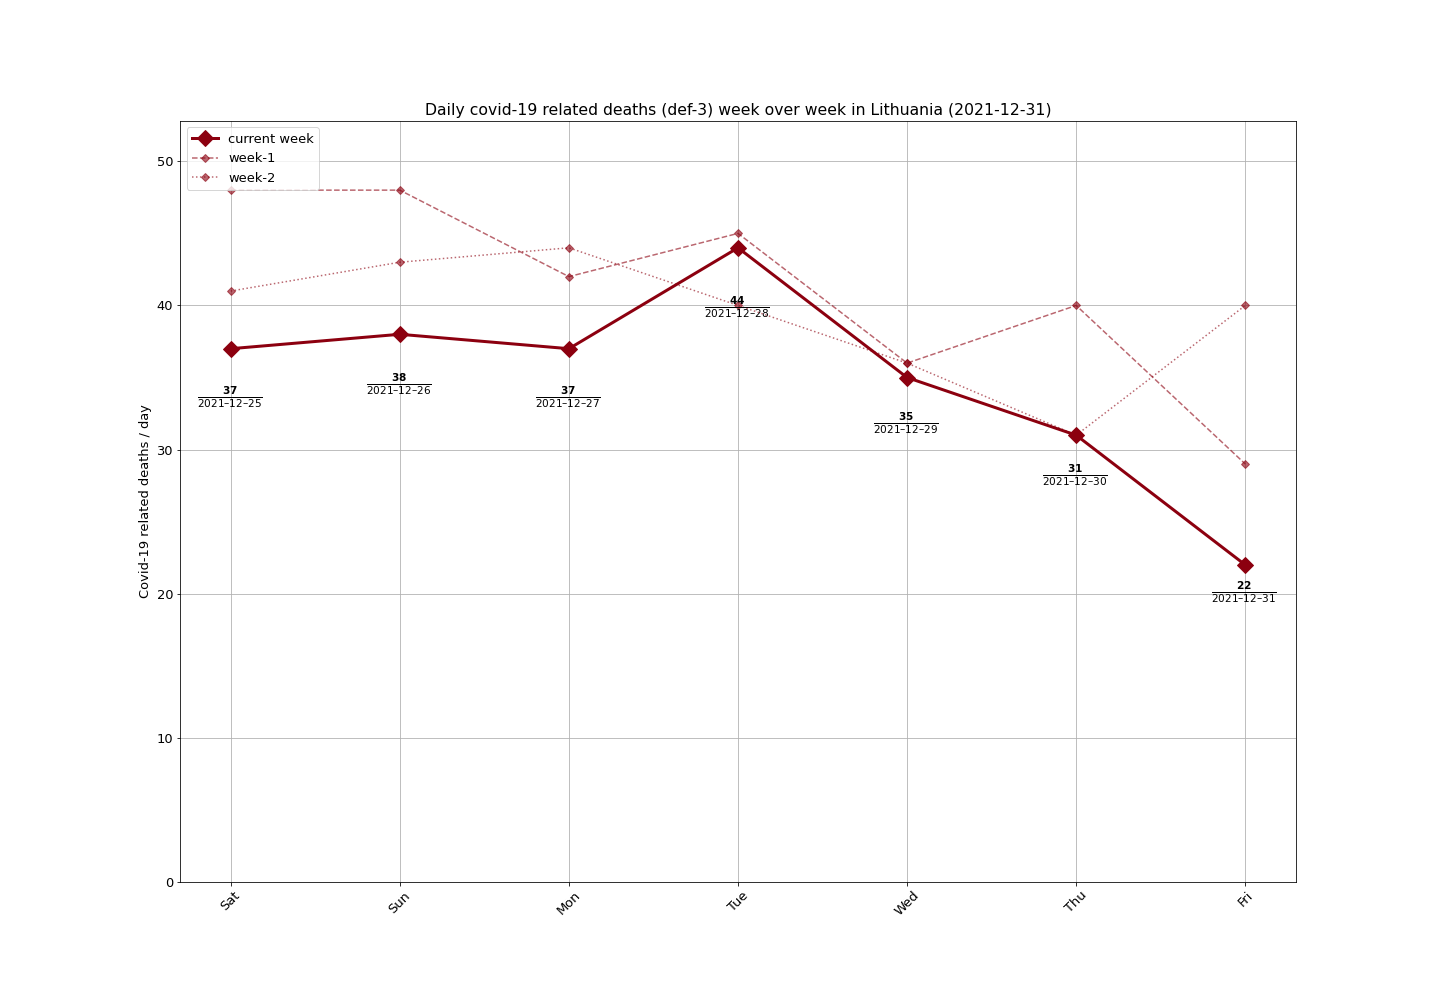 Daily covid-19 related deaths (def-3) week over week in Lithuania (2021-12-31)
current week
week-1
week-2
Covid-19 related deaths / day
50
40
30
20
10
0
37
2021–12–25
38
2021–12–26
37
2021–12–27
44
2021–12–28
35
2021–12–29
31
2021–12–30
22
2021–12–31
Sat
Sun
Mon
Tue
Wed
Thu
Fri